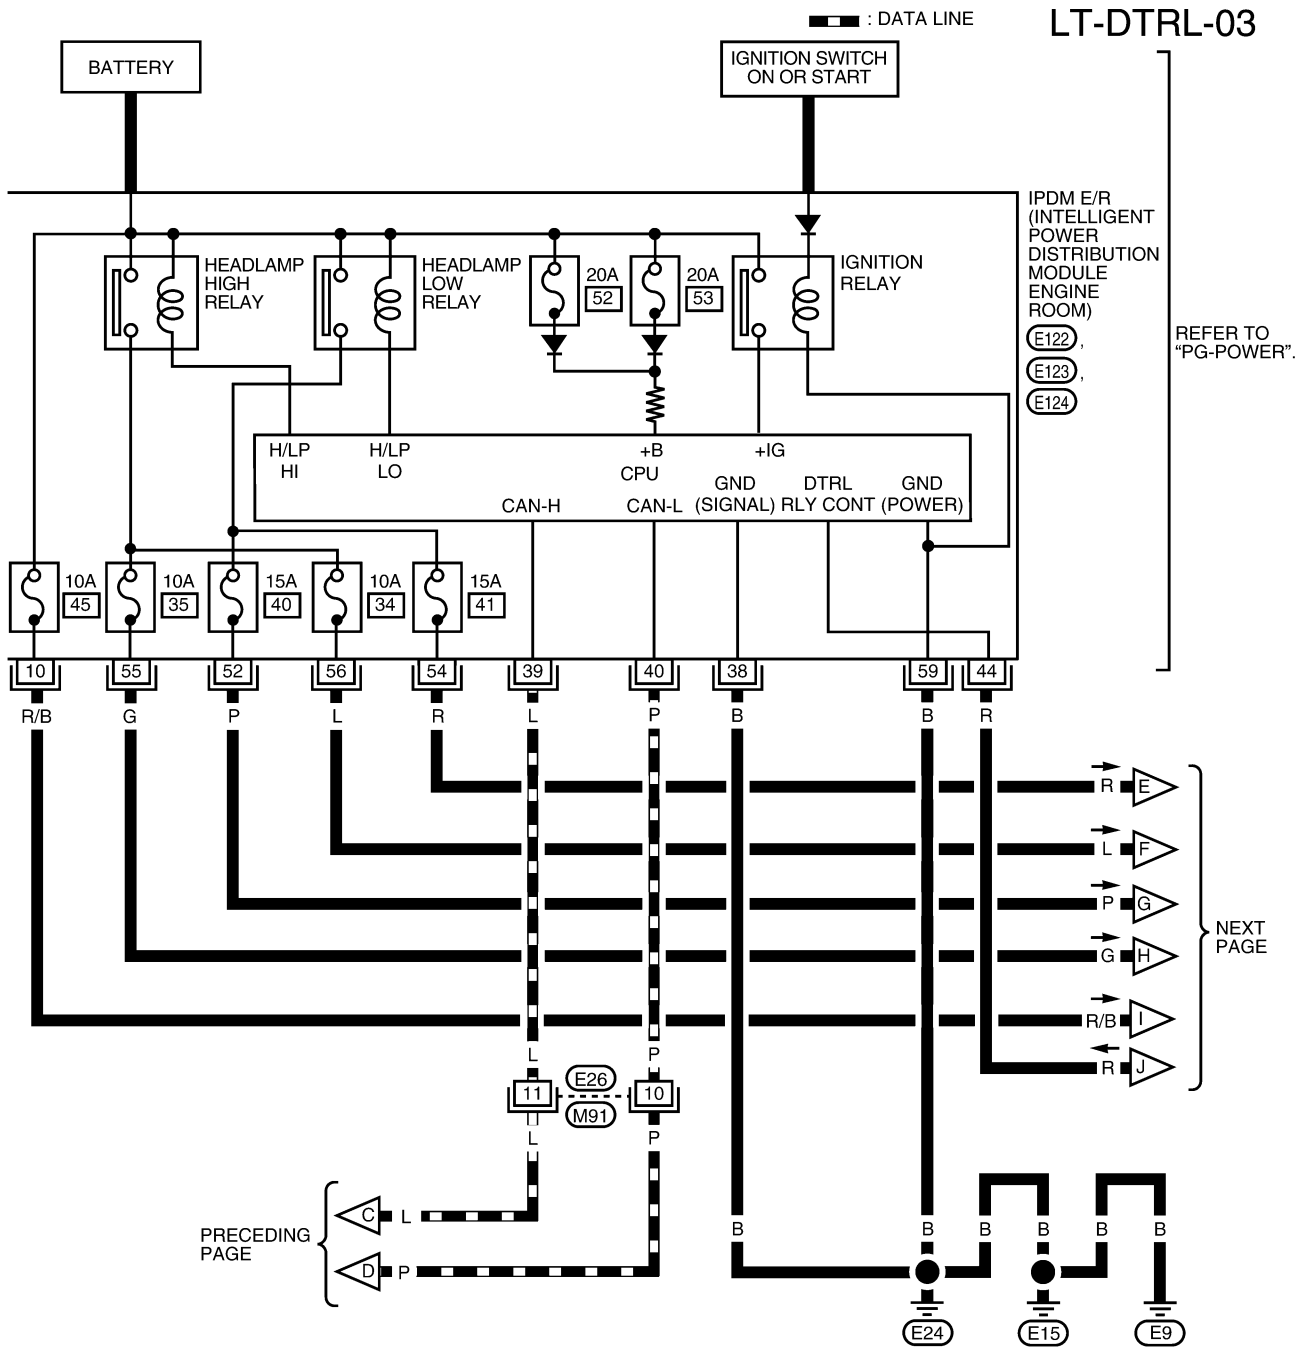 : DATA LINE
LT-DTRL-03
BATTERY
IGNITION SWITCH
ON OR START
IPDM E/R
(INTELLIGENT
POWER
DISTRIBUTION
MODULE
ENGINE
ROOM)
E122 ,
E123 ,
E124
REFER TO
“PG-POWER”.
HEADLAMP
HIGH
RELAY
HEADLAMP
LOW
RELAY
20A
52
20A
53
IGNITION
RELAY
H/LP
HI
H/LP
LO
+B
CPU
+IG
CAN-H
CAN-L
GND
(SIGNAL)
DTRL
RLY CONT
GND
(POWER)
10A
45
10A
35
15A
40
10A
34
15A
41
10
55
52
56
54
39
40
38
59
44
R/B
G
P
L
R
L
P
B
B
R
R
E
L
F
P
G
G
H
R/B
I
R
J
NEXT
PAGE
L
P
11
E26
M91
10
L
P
PRECEDING
PAGE
C
L
D
P
B
B
B
B
B
B
E24
E15
E9